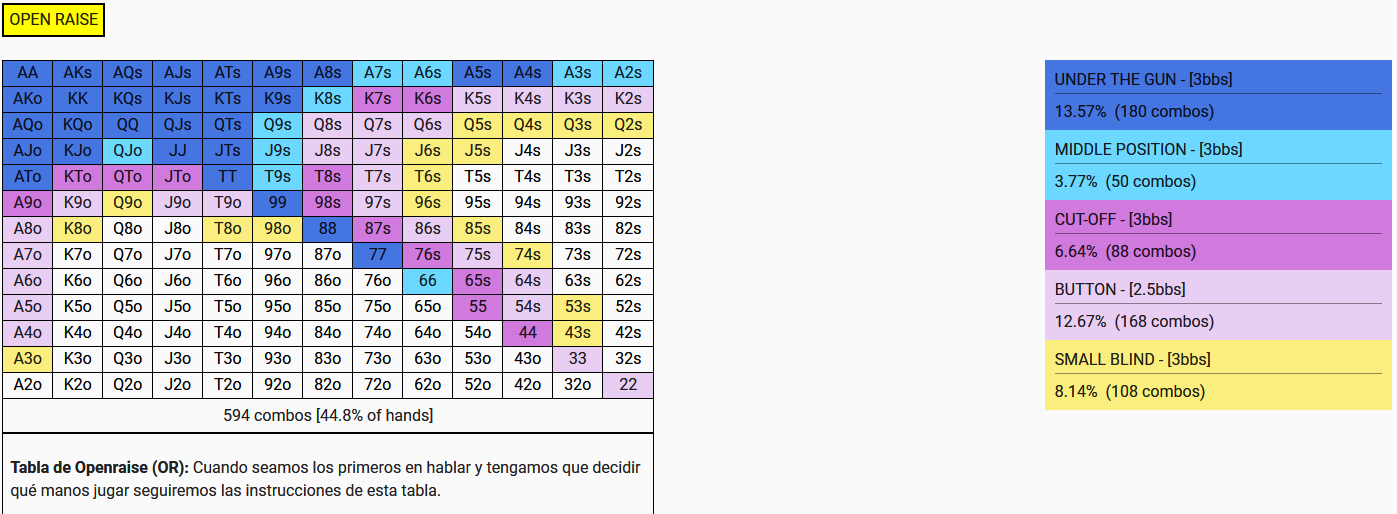 OPEN RAISE
AA AKs AQs AJs ATs A9s A8s A7s A6s A5s A4s A3s A2s
AKo KK KQs KJs KTs K9s K8s K7s K6s K5s K4s K3s K2s
AQo KQo QQ QJs QTs Q9s Q8s Q7s Q6s Q5s Q4s Q3s Q2s
AJo KJo QJo JJ JTs J9s J8s J7s J6s J5s J4s J3s J2s
ATo KTo QTo JTo TT T9s T8s T7s T6s T5s T4s T3s T2s
A9o K9o Q9o J9o T9o 99 98s 97s 96s 95s 94s 93s 92s
A8o K8o Q8o J8o T8o 98o 88 87s 86s 85s 84s 83s 82s
A7o K7o Q7o J7o T7o 97o 87o 77 76s 75s 74s 73s 72s
A6o K6o Q6o J6o T6o 96o 86o 76o 66 65s 64s 63s 62s
A5o K5o Q5o J5o T5o 95o 85o 75o 65o 55 54s 53s 52s
A4o K4o Q4o J4o T4o 94o 84o 74o 64o 54o 44 43s 42s
A3o K3o Q3o J3o T3o 93o 83o 73o 63o 53o 43o 33 32s
A2o K2o Q2o J2o T2o 92o 82o 72o 62o 52o 42o 32o 22
594 combos [44.8% of hands]
Tabla de Openraise (OR): Cuando seamos los primeros en hablar y tengamos que decidir
qué manos jugar seguiremos las instrucciones de esta tabla.
UNDER THE GUN - [3bbs]
13.57% (180 combos)
MIDDLE POSITION - [3bbs]
3.77% (50 combos)
CUT-OFF - [3bbs]
6.64% (88 combos)
BUTTON - [2.5bbs]
12.67% (168 combos)
SMALL BLIND - [3bbs]
8.14% (108 combos)